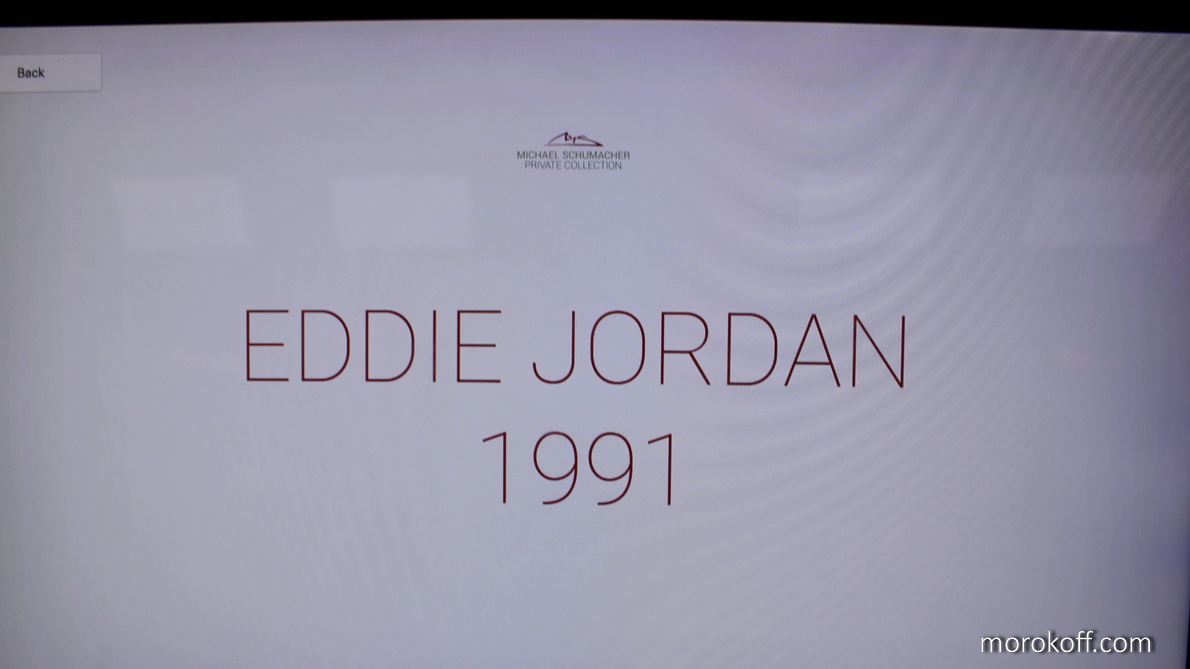 Back
MICHAEL SCHUMACHER
PRIVATE COLLECTION
EDDIE JORDAN
1991
morokoff.com